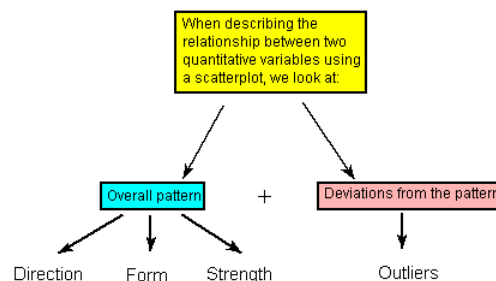 When describing the
relationship between two
quantitative variables using
a scatterplot, we look at:
Overall pattern
+
Deviations from the pattern
Direction
Form
Strength
Outliers